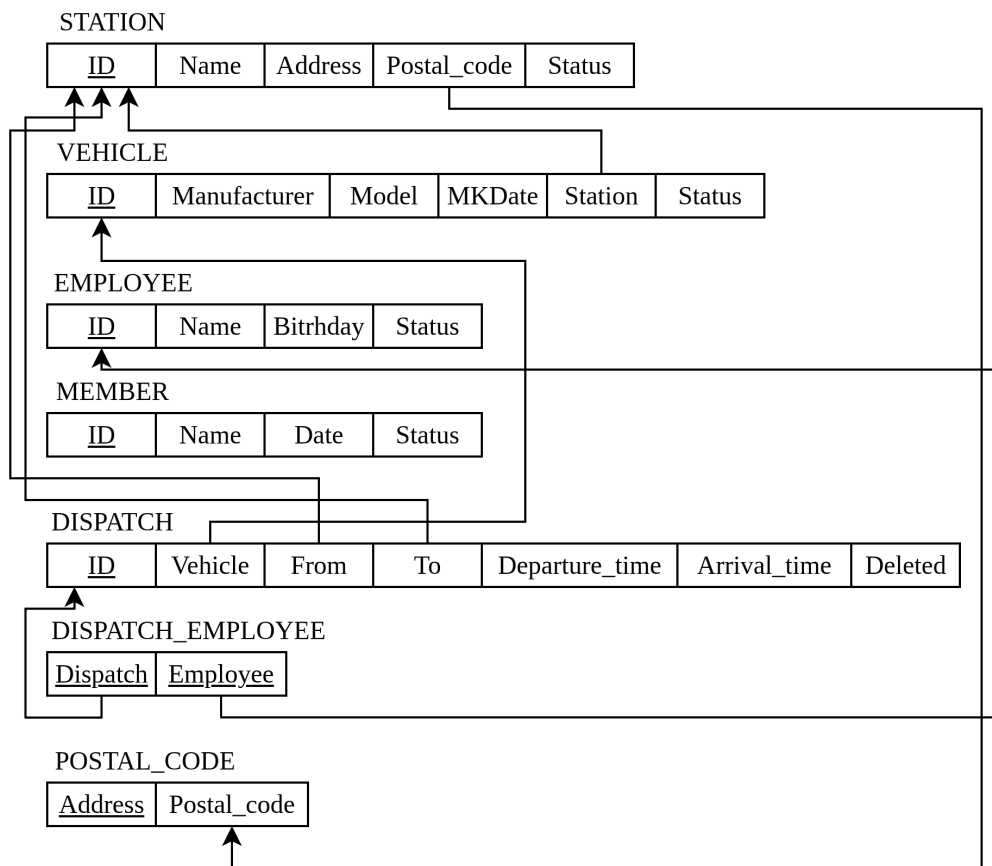 STATION
ID Name Address Postal_code Status
VEHICLE
ID Manufacturer Model MKDate Station Status
EMPLOYEE
ID Name Bitrhday Status
MEMBER
ID Name Date Status
DISPATCH
ID Vehicle From To Departure_time Arrival_time Deleted
DISPATCH_EMPLOYEE
Dispatch Employee
POSTAL_CODE
Address Postal_code